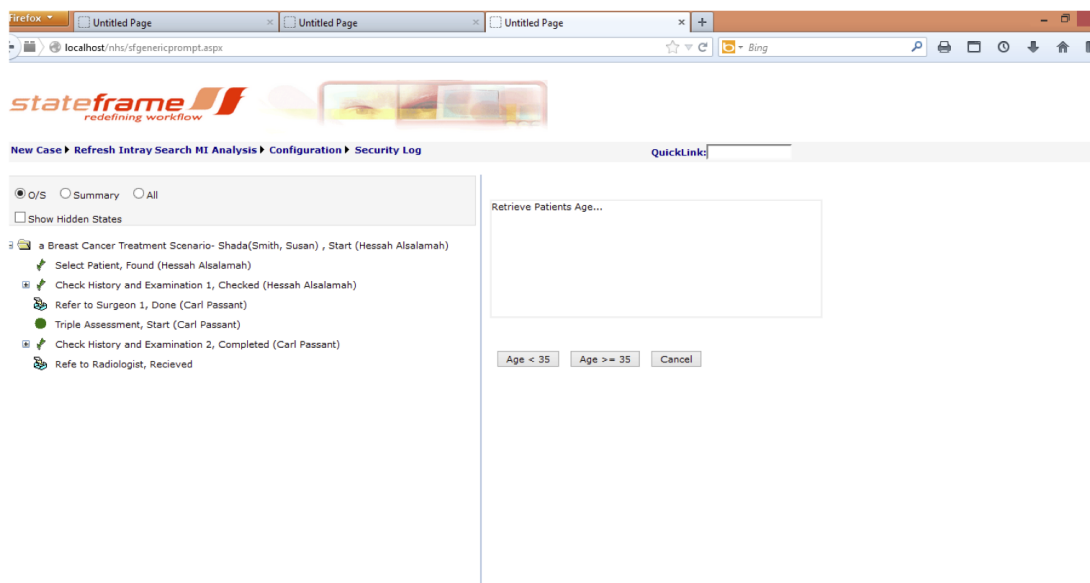 Firefox
Untitled Page
Untitled Page
Untitled Page
localhost/nhs/sfgenericprompt.aspx
Bing
stateframe
redefining workflow
New Case Refresh Intray Search MI Analysis Configuration Security Log
QuickLink:
O/S Summary All
Show Hidden States
a Breast Cancer Treatment Scenario- Shada(Smith, Susan) , Start (Hessah Alsalamah)
Select Patient, Found (Hessah Alsalamah)
Check History and Examination 1, Checked (Hessah Alsalamah)
Refer to Surgeon 1, Done (Carl Passant)
Triple Assessment, Start (Carl Passant)
Check History and Examination 2, Completed (Carl Passant)
Refe to Radiologist, Recieved
Retrieve Patients Age...
Age < 35 Age >= 35 Cancel